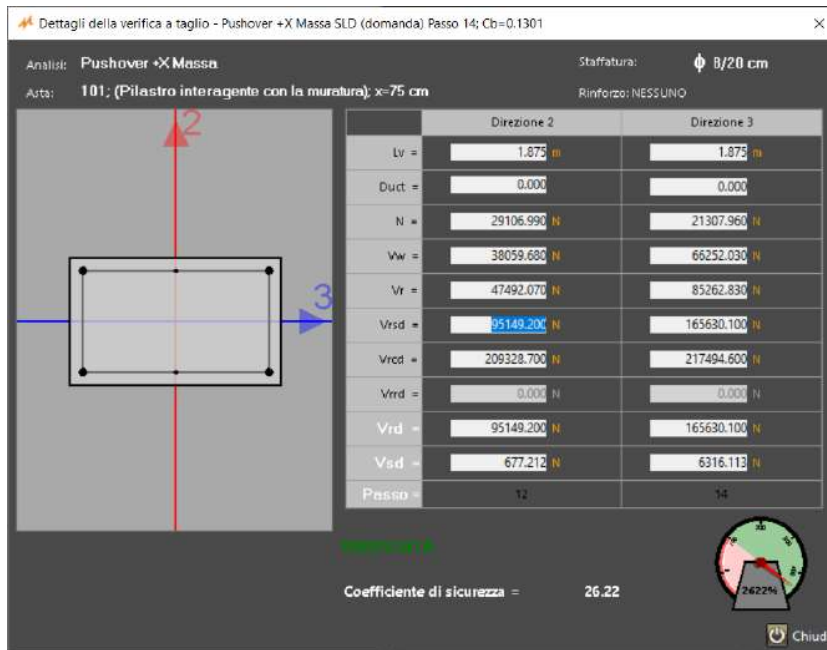 Dettagli della verifica a taglio - Pushover +X Massa SLD (domanda) Passo 14; Cb=0.1301
Analisi: Pushover +X Massa
Staffatura: ϕ 8/20 cm
Asta: 101; (Pilastro interagente con la muratura); x=75 cm
Rinforzo: NESSUNO
2
3
Direzione 2 Direzione 3
Lv = 1.875 m 1.875 m
Duct = 0.000 0.000
N = 29106.990 N 21307.960 N
Vw = 38059.680 N 66252.030 N
Vr = 47492.070 N 85262.830 N
Vrsd = 95149.200 N 165630.100 N
Vrcd = 209328.700 N 217494.600 N
Vrrd = 0.000 N 0.000 N
Vrd = 95149.200 N 165630.100 N
Vsd = 677.212 N 6316.113 N
Passo = 12 14
Coefficiente di sicurezza = 26.22
2622%
Chiud